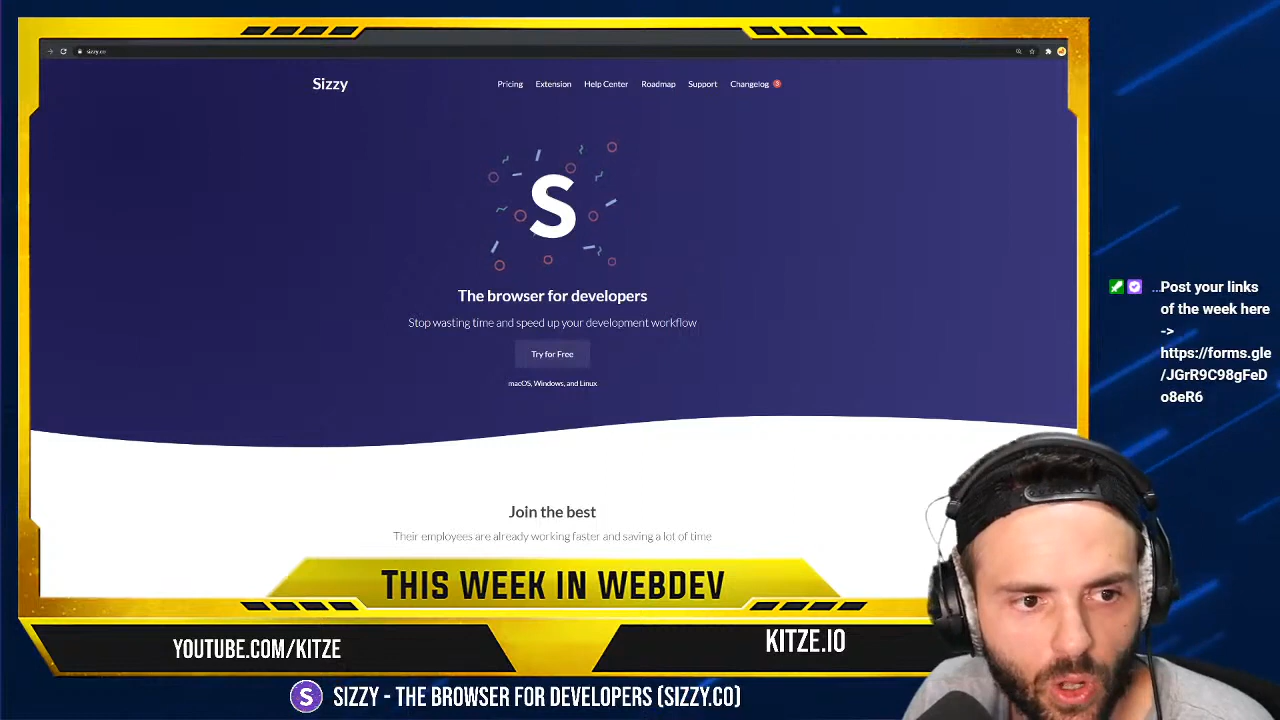 sizzy.co
Sizzy
Pricing Extension Help Center Roadmap Support Changelog 3
S
The browser for developers
Stop wasting time and speed up your development workflow
Try for Free
macOS, Windows, and Linux
Join the best
Their employees are already working faster and saving a lot of time
THIS WEEK IN WEBDEV
YOUTUBE.COM/KITZE
KITZE.IO
S SIZZY - THE BROWSER FOR DEVELOPERS (SIZZY.CO)
...Post your links
of the week here
->
https://forms.gle
/JGrR9C98gFeD
o8eR6